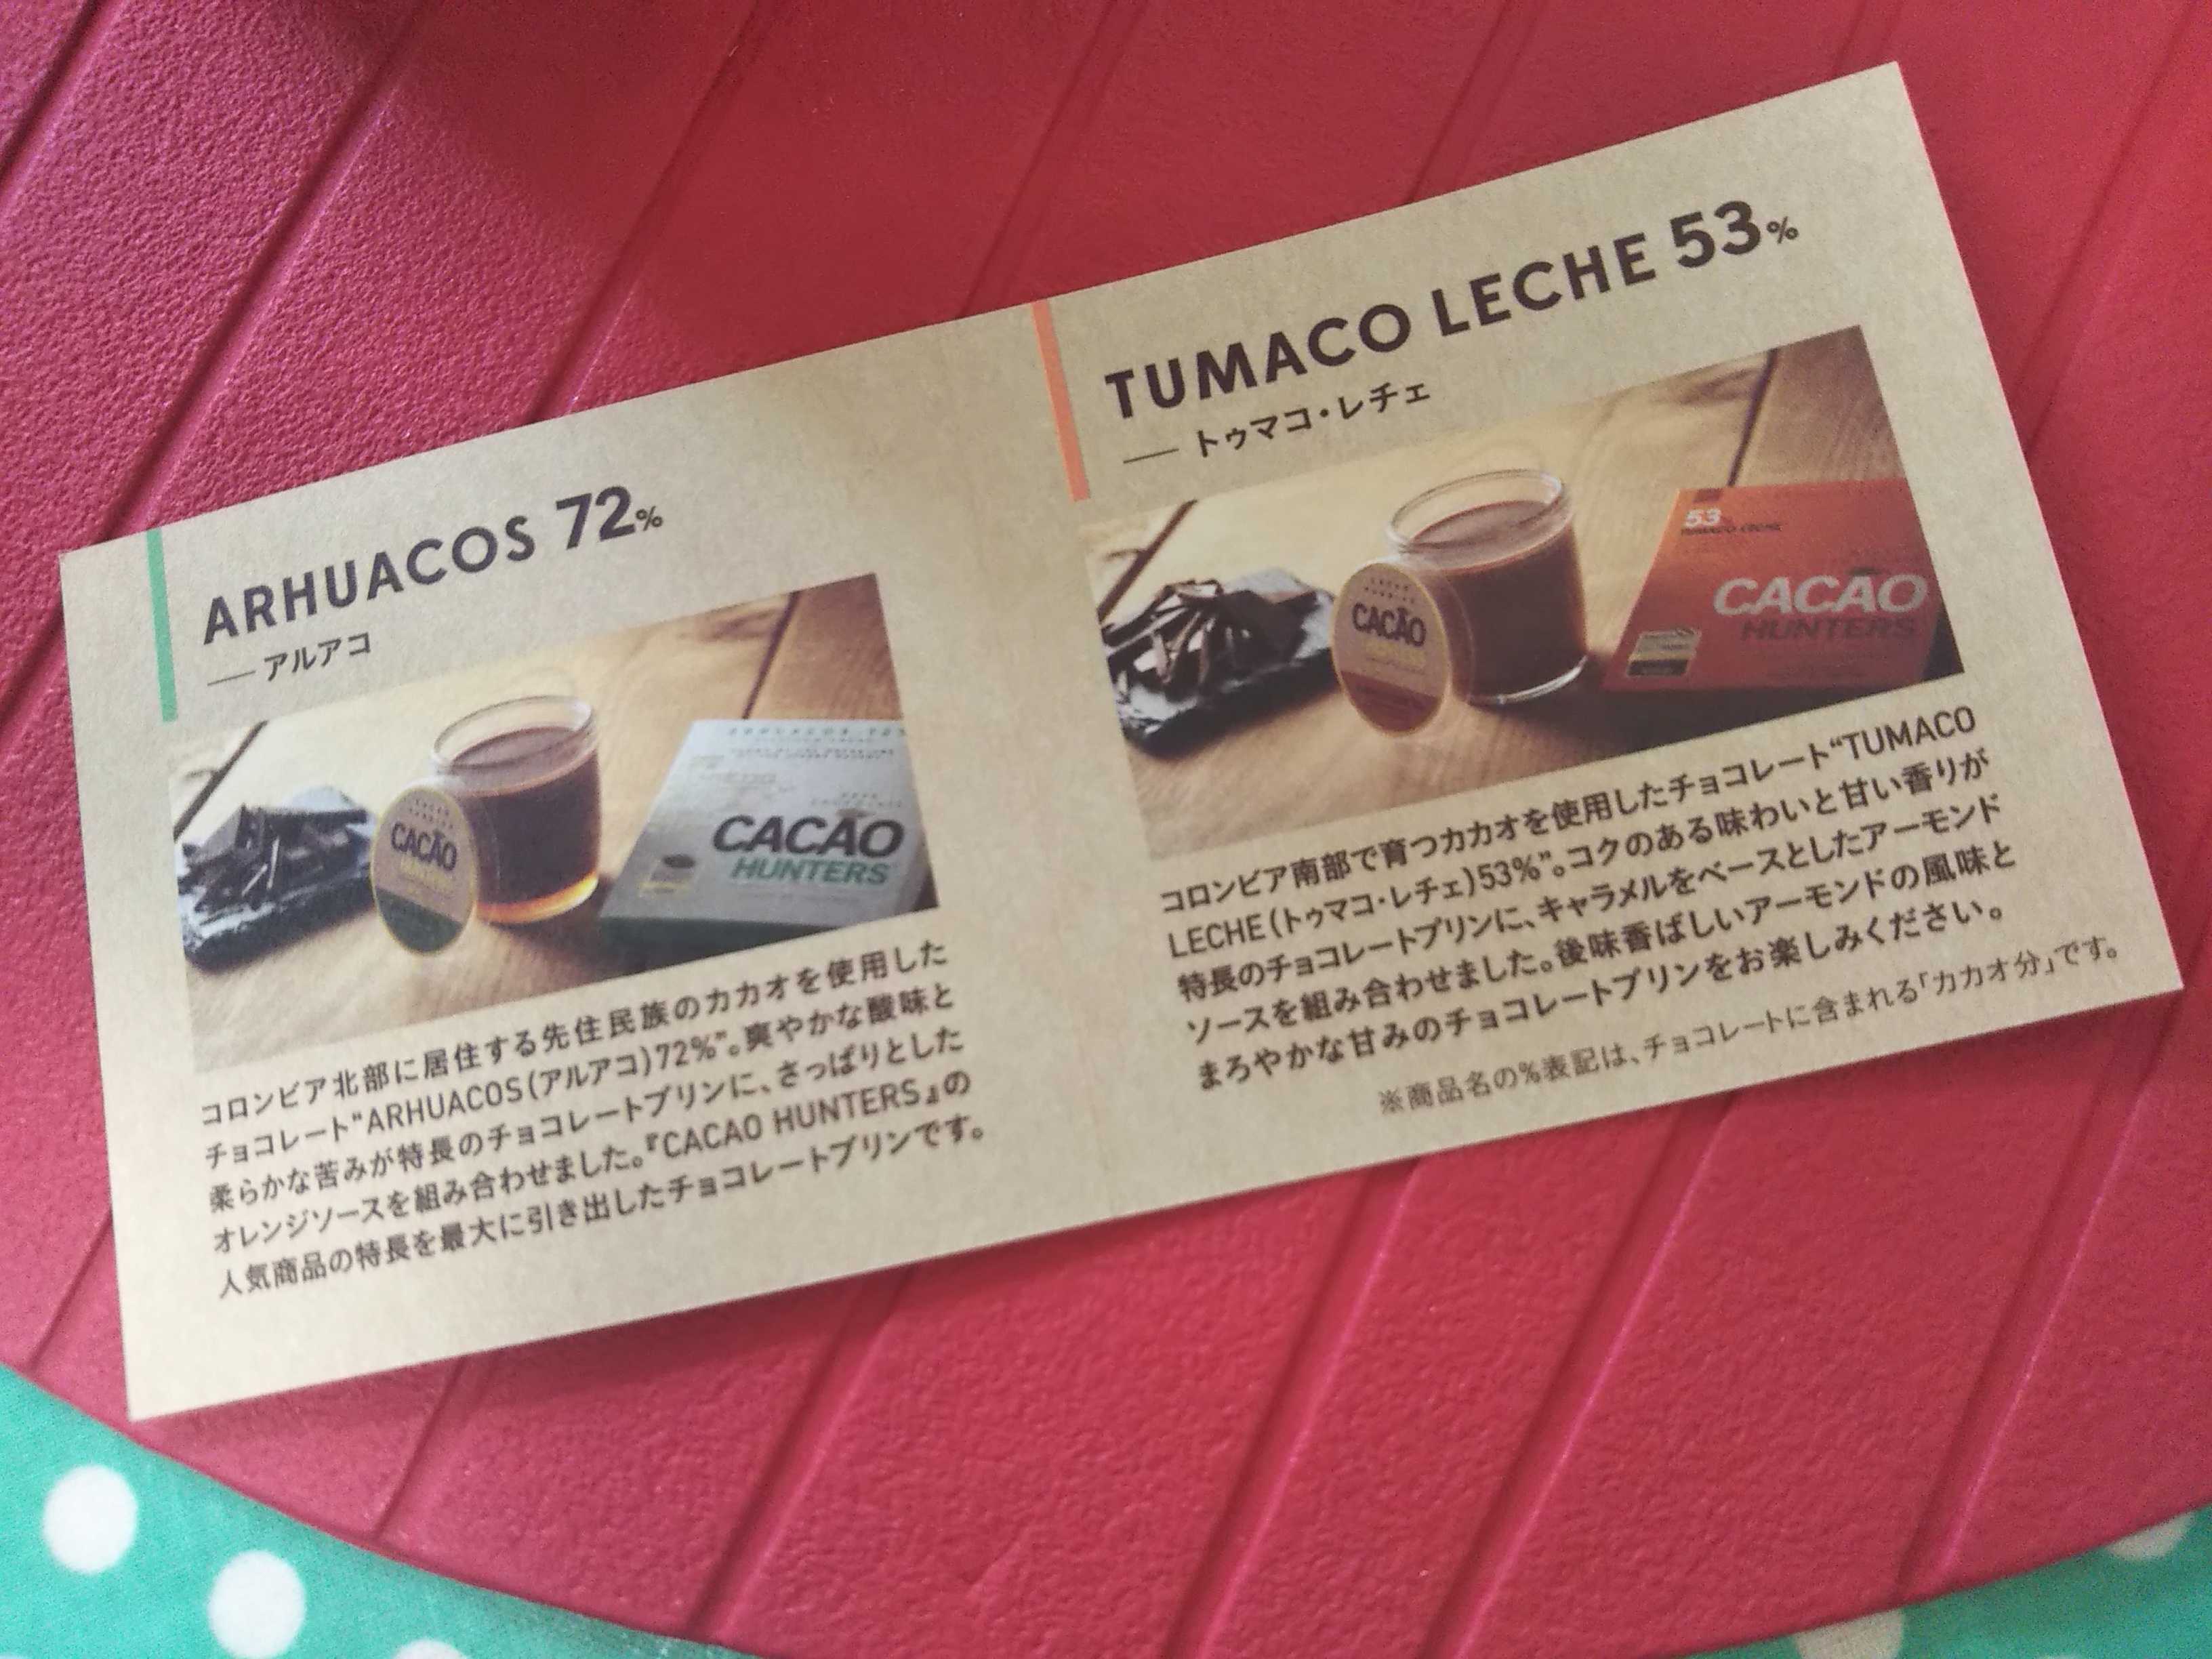 ARHUACOS 72%
アルアコ
CACAO
CACAO
HUNTERS
コロンビア北部に居住する先住民族のカカオを使用した
チョコレート“ARHUACOS(アルアコ)72%”。爽やかな酸味と
柔らかな苦みが特長のチョコレートプリンに、さっぱりとした
オレンジソースを組み合わせました。『CACAO HUNTERS』の
人気商品の特長を最大に引き出したチョコレートプリンです。
TUMACO LECHE 53%
トゥマコ・レチェ
CACAO
53
TUMACO LECHE
CACAO
HUNTERS
コロンビア南部で育つカカオを使用したチョコレート“TUMACO
LECHE(トゥマコ・レチェ)53%”。コクのある味わいと甘い香りが
特長のチョコレートプリンに、キャラメルをベースとしたアーモンド
ソースを組み合わせました。後味香ばしいアーモンドの風味と
まろやかな甘みのチョコレートプリンをお楽しみください。
※商品名の%表記は、チョコレートに含まれる「カカオ分」です。